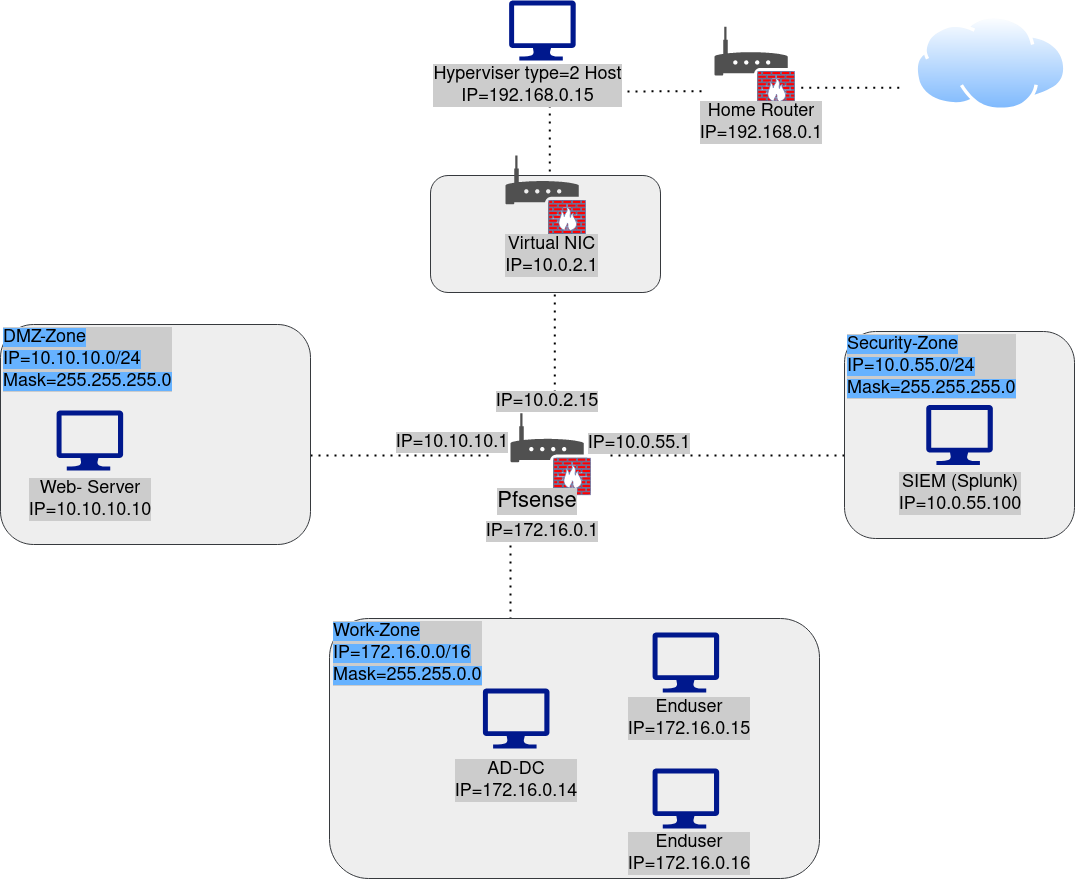 Hyperviser type=2 Host
IP=192.168.0.15
Home Router
IP=192.168.0.1
Virtual NIC
IP=10.0.2.1
DMZ-Zone
IP=10.10.10.0/24
Mask=255.255.255.0
Web- Server
IP=10.10.10.10
IP=10.0.2.15
IP=10.10.10.1
IP=10.0.55.1
Pfsense
IP=172.16.0.1
Security-Zone
IP=10.0.55.0/24
Mask=255.255.255.0
SIEM (Splunk)
IP=10.0.55.100
Work-Zone
IP=172.16.0.0/16
Mask=255.255.0.0
AD-DC
IP=172.16.0.14
Enduser
IP=172.16.0.15
Enduser
IP=172.16.0.16